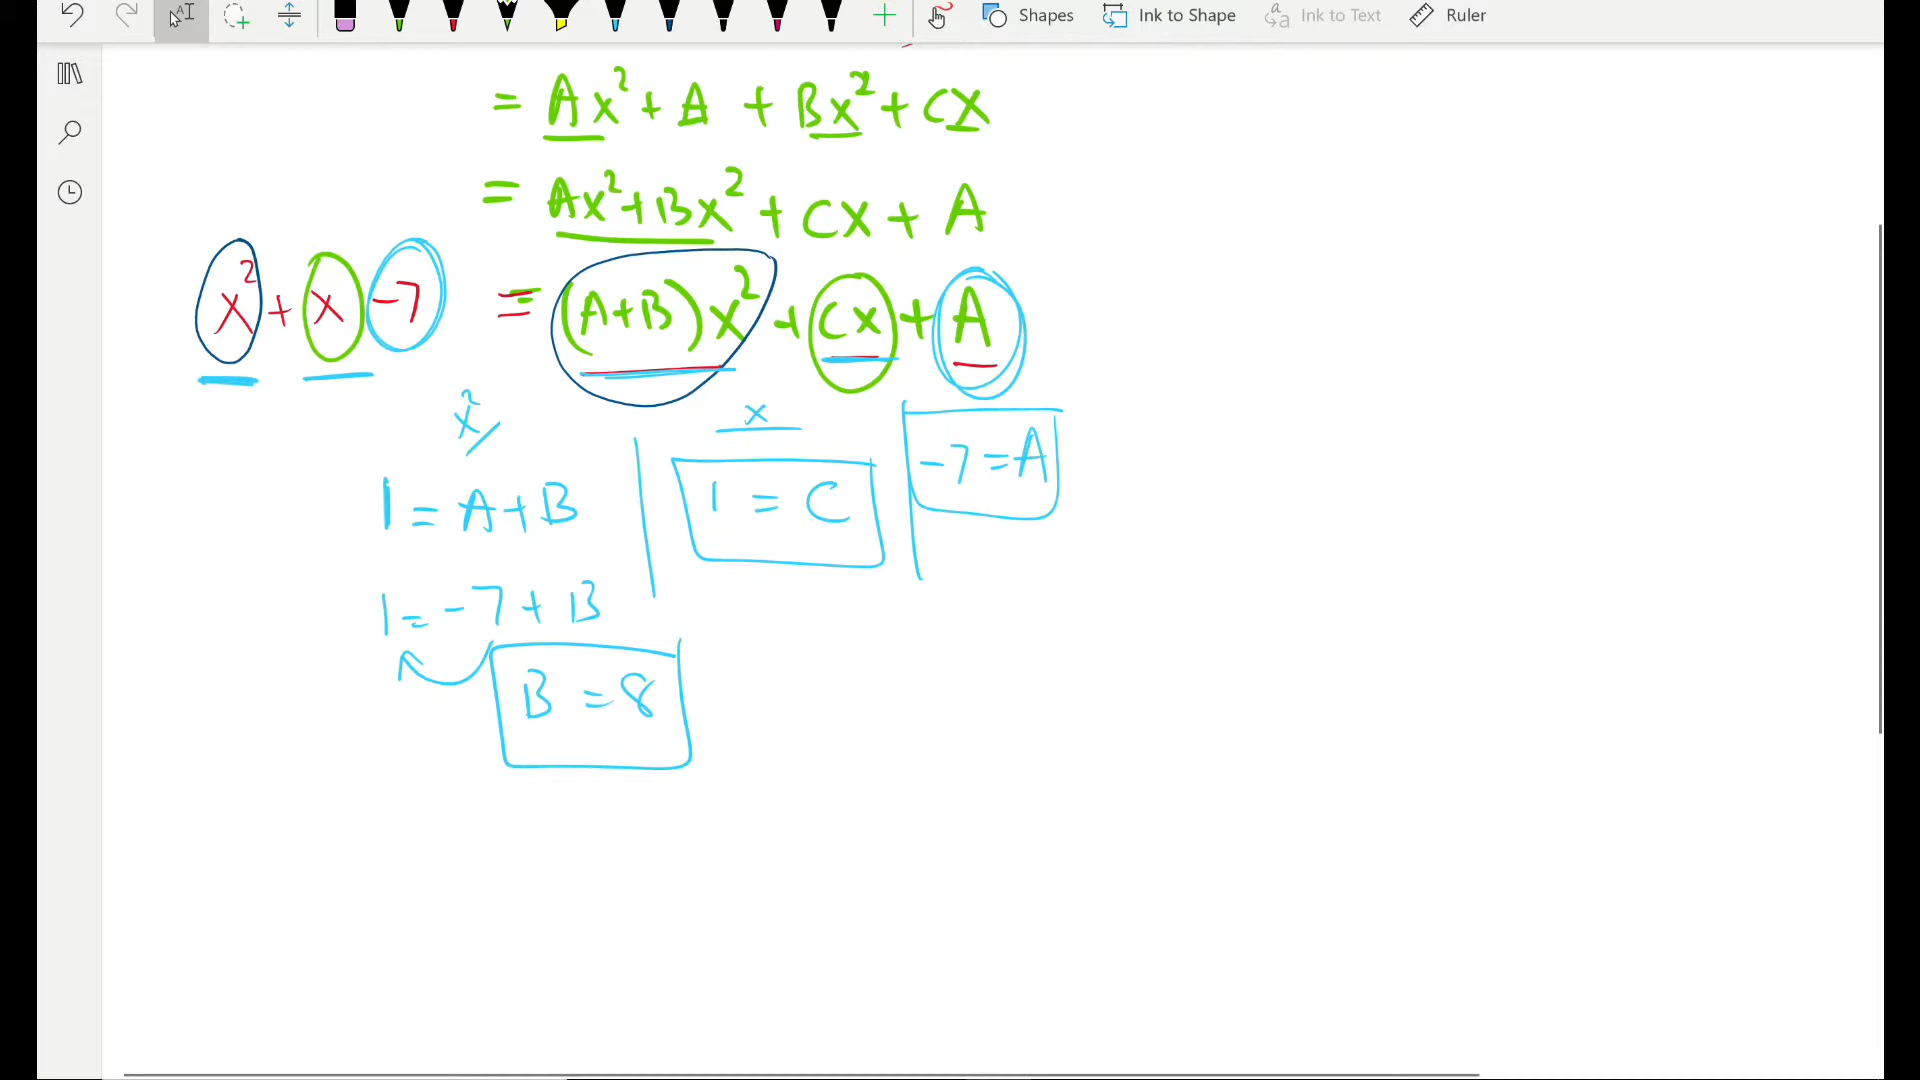 Shapes Ink to Shape Ink to Text Ruler
= Ax² + A + Bx² + Cx
= Ax² + Bx² + Cx + A
x² + x - 7 = (A+B)x² + Cx + A
x² x
1 = A + B 1 = C -7 = A
1 = -7 + B
B = 8